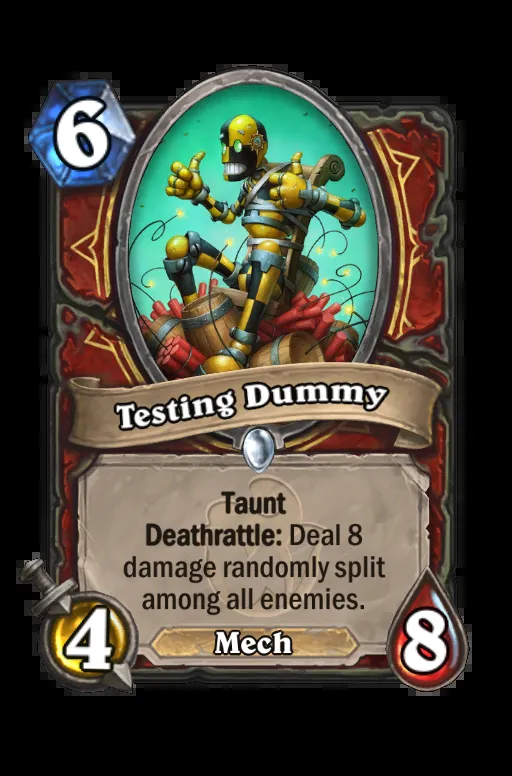 6
Testing Dummy
Taunt
Deathrattle: Deal 8
damage randomly split
among all enemies.
4
Mech
8